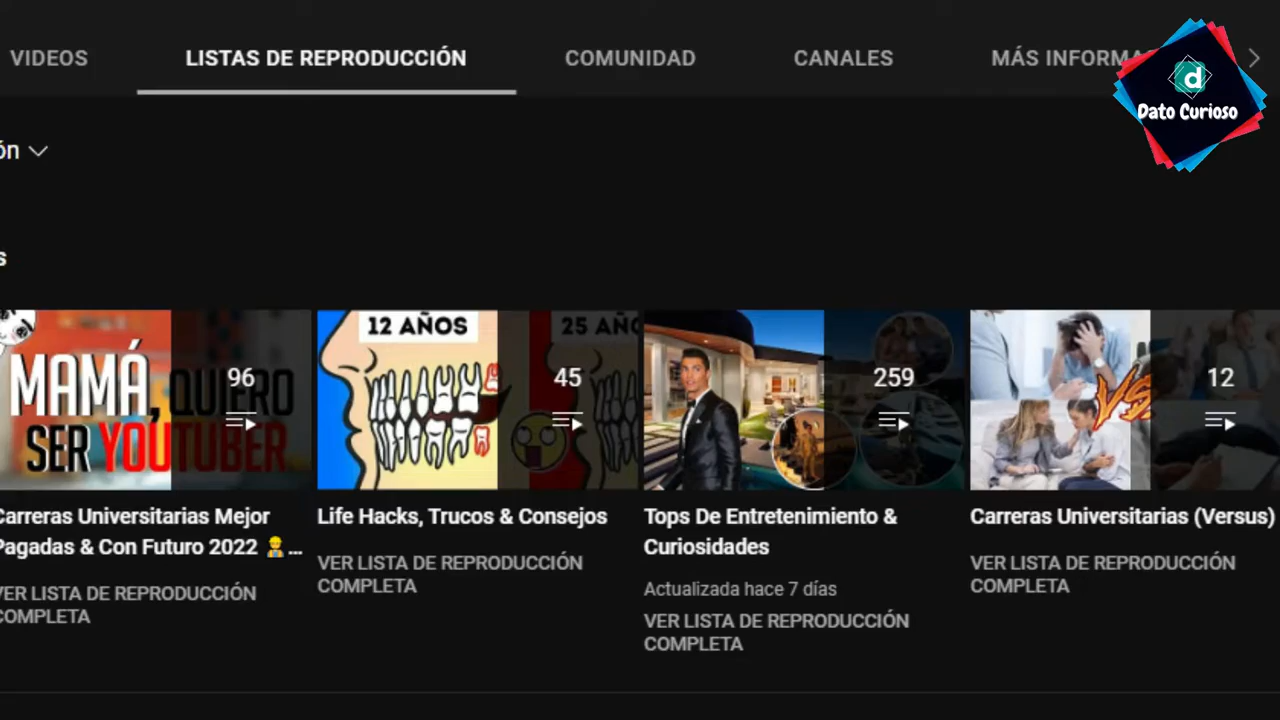 VIDEOS
LISTAS DE REPRODUCCIÓN
COMUNIDAD
CANALES
MÁS INFORMA
d
Dato Curioso
ón
s
MAMÁ, QUIERO
SER YOUTUBER
96
12 AÑOS
25 AÑO
45
259
VS
12
Carreras Universitarias Mejor
Pagadas & Con Futuro 2022 👷...
VER LISTA DE REPRODUCCIÓN
COMPLETA
Life Hacks, Trucos & Consejos
VER LISTA DE REPRODUCCIÓN
COMPLETA
Tops De Entretenimiento &
Curiosidades
Actualizada hace 7 días
VER LISTA DE REPRODUCCIÓN
COMPLETA
Carreras Universitarias (Versus)
VER LISTA DE REPRODUCCIÓN
COMPLETA